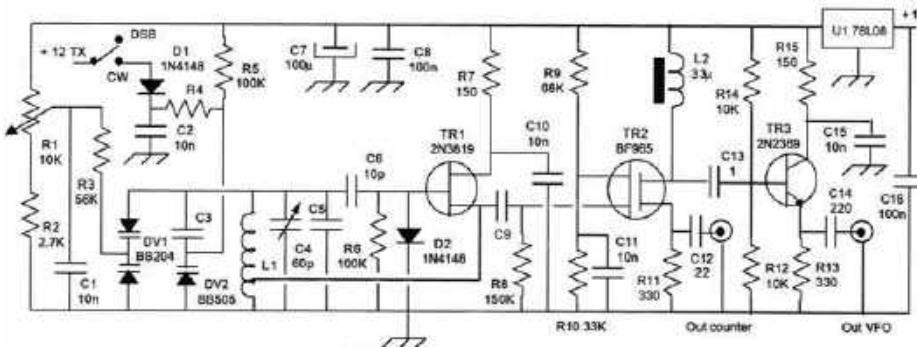 + 12 TX
DSB
CW
D1
1N4148
R5
100K
C7
100µ
C8
100n
R7
150
R9
68K
L2
33µ
R14
10K
R15
150
U1 78L08
R4
C2
10n
R1
10K
R3
56K
R2
2.7K
C1
10n
DV1
BB204
C3
DV2
BB505
L1
C4
60p
C5
C6
10p
R6
100K
D2
1N4148
TR1
2N3819
C9
R8
150K
C10
10n
TR2
BF965
C11
10n
R10 33K
R11
330
C12
22
C13
1
TR3
2N2369
R12
10K
R13
330
C14
220
C15
10n
C16
100n
Out counter
Out VFO